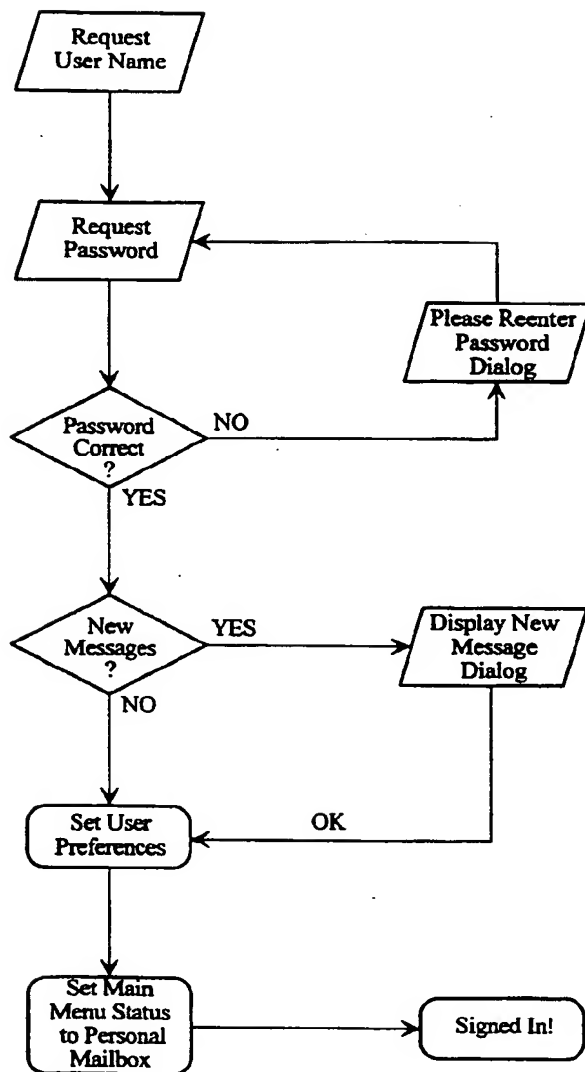 Request
User Name
Request
Password
Please Reenter
Password
Dialog
Password
Correct
?
NO
YES
New
Messages
?
YES
Display New
Message
Dialog
NO
Set User
Preferences
OK
Set Main
Menu Status
to Personal
Mailbox
Signed In!